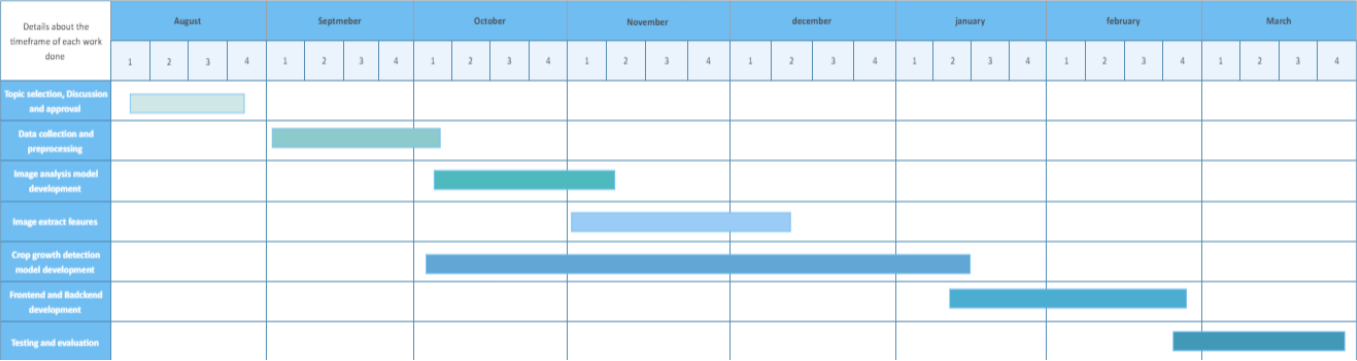 Details about the
timeframe of each work
done
August
Septmeber
October
November
december
january
february
March
1 2 3 4 1 2 3 4 1 2 3 4 1 2 3 4 1 2 3 4 1 2 3 4 1 2 3 4 1 2 3 4
Topic selection, Discussion
and approval
Data collection and
preprocessing
Image analysis model
development
Image extract feaures
Crop growth detection
model development
Frontend and Badckend
development
Testing and evaluation